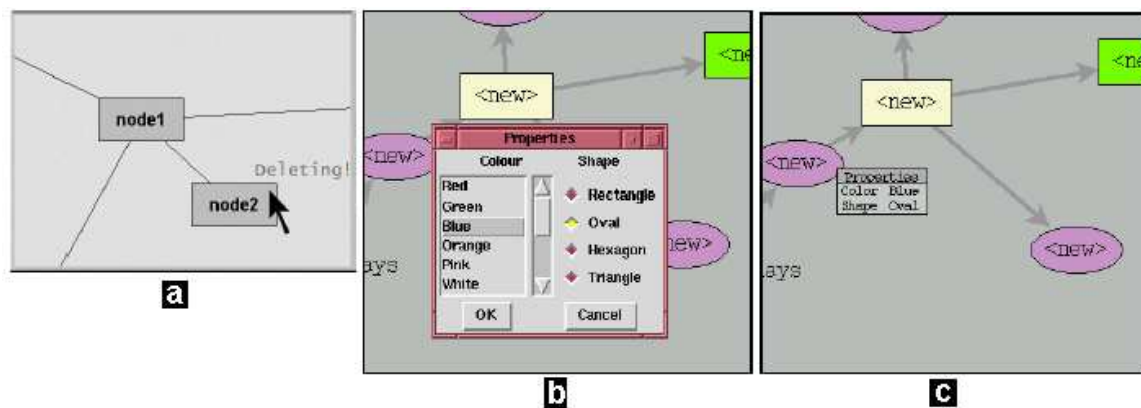 node1
Deleting!
node2
a
<new>
<ne
<new>
Properties
Colour
Shape
Red
Green
Blue
Orange
Pink
White
Rectangle
Oval
Hexagon
Triangle
OK
Cancel
new>
ays
b
<new>
<ne
<new>
Properties
Color Blue
Shape Oval
<new>
ays
c